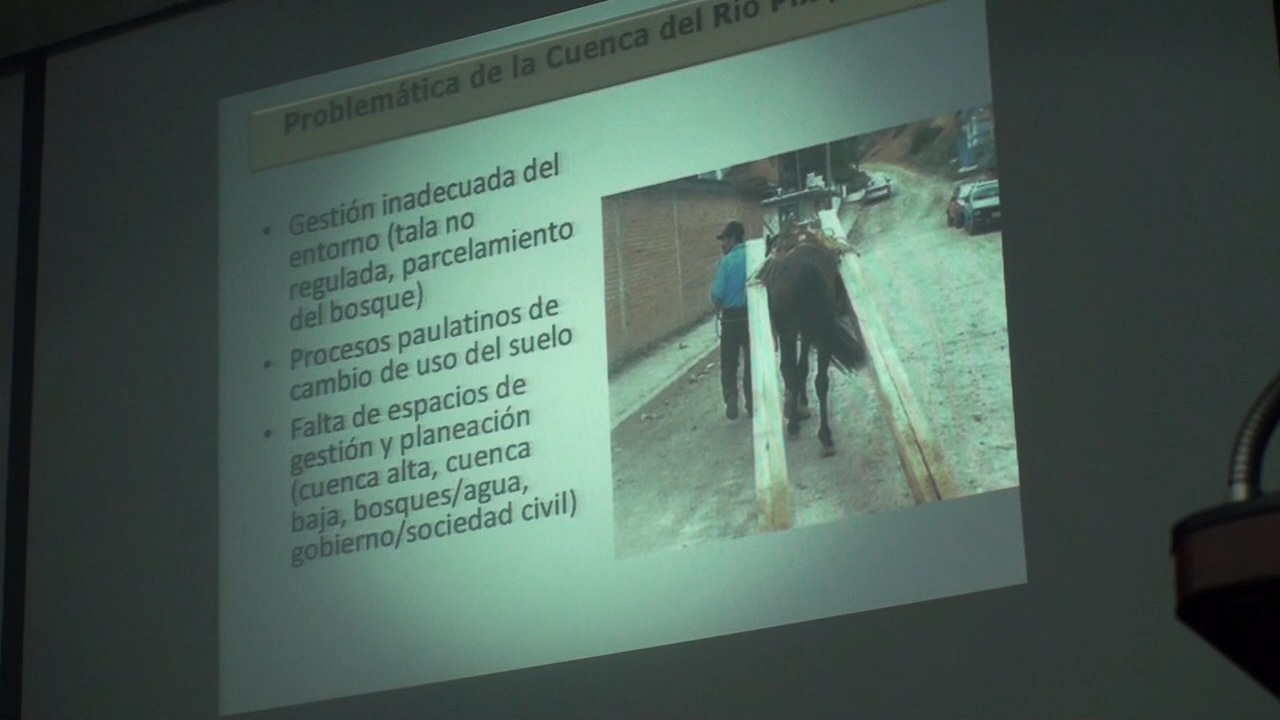 Problemática de la Cuenca del Río
• Gestión inadecuada del
entorno (tala no
regulada, parcelamiento
del bosque)
• Procesos paulatinos de
cambio de uso del suelo
• Falta de espacios de
gestión y planeación
(cuenca alta, cuenca
baja, bosques/agua,
gobierno/sociedad civil)